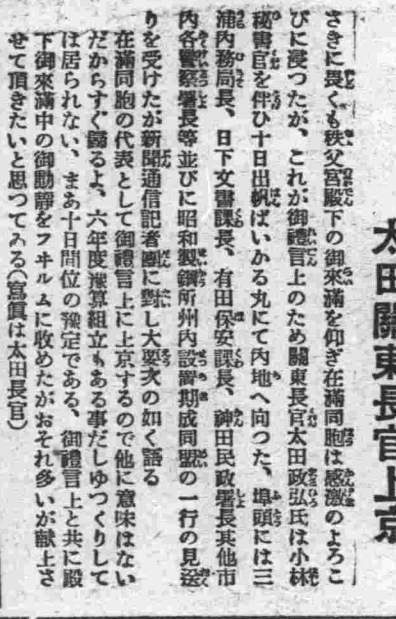 太田關東長官上京
さきに畏くも秩父宮殿下の御來滿を仰ぎ在滿同胞は感激のよろこ
びに浸つたが、これが御禮言上のため關東長官太田政弘氏は小林
秘書官を伴ひ十日出帆ばいかる丸にて内地へ向つた、埠頭には三
浦内務局長、日下文書課長、有田保安課長、神田民政署長其他市
内各警察署長等並びに昭和製鋼所州内設置期成同盟の一行の見送
りを受けたが新聞通信記者團に對し大要次の如く語る
在滿同胞の代表として御禮言上に上京するので他に意味はない
だからすぐ歸るよ、六年度豫算組立もある事だしゆつくりして
は居られない、まあ十日間位の豫定である、御禮言上と共に殿
下御來滿中の御動靜をフヰルムに收めたがおそれ多いが献上さ
せて頂きたいと思つてゐる(寫眞は太田長官)